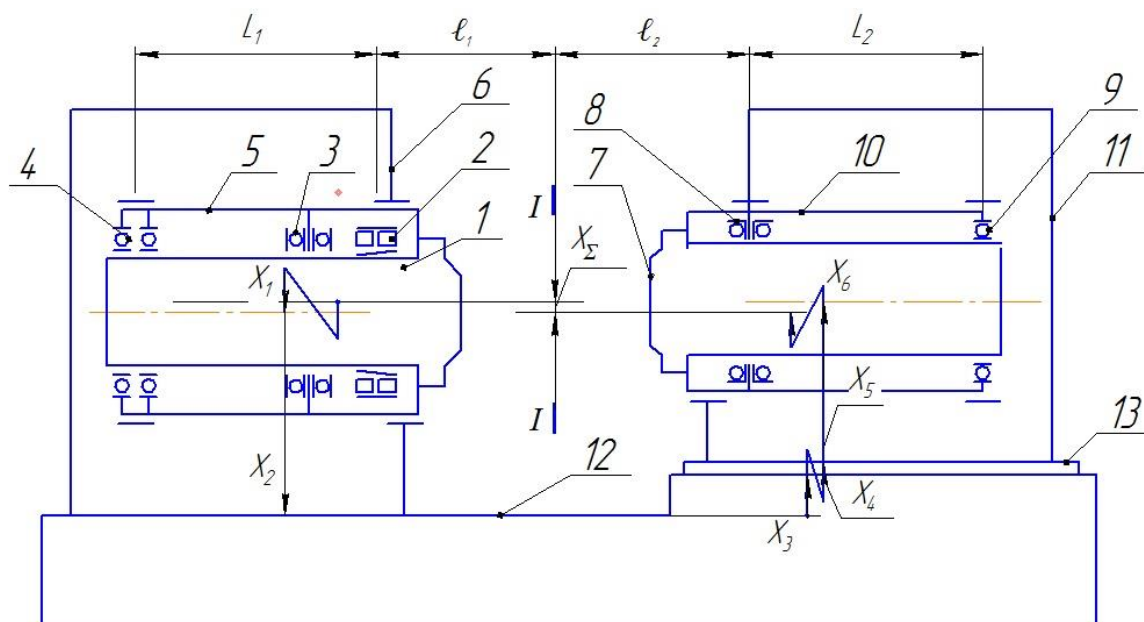 L₁ ℓ₁ ℓ₂ L₂
6 8 9
4 5 3 2 7 10 11
1
I
X_Σ
X₁ X₆
X₅
I 13
X₂ 12
X₄
X₃